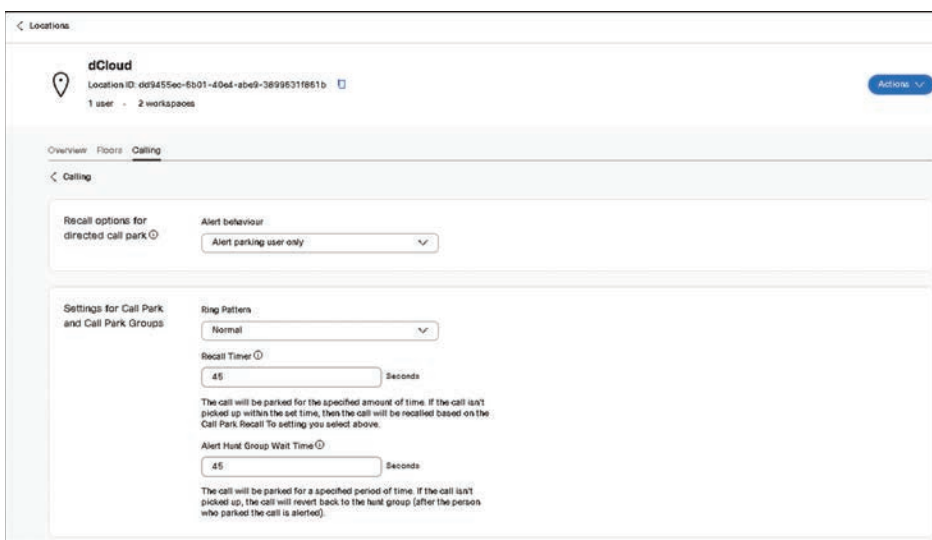 Locations
dCloud
Location ID: dd9455ec-6b01-40e4-abe9-3899631f861b
1 user - 2 workspaces
Actions
Overview Floors Calling
Calling
Recall options for
directed call park
Alert behaviour
Alert parking user only
Settings for Call Park
and Call Park Groups
Ring Pattern
Normal
Recall Timer
45 Seconds
The call will be parked for the specified amount of time. If the call isn't
picked up within the set time, then the call will be recalled based on the
Call Park Recall To setting you select above.
Alert Hunt Group Wait Time
45 Seconds
The call will be parked for a specified period of time. If the call isn't
picked up, the call will revert back to the hunt group (after the person
who parked the call is alerted).